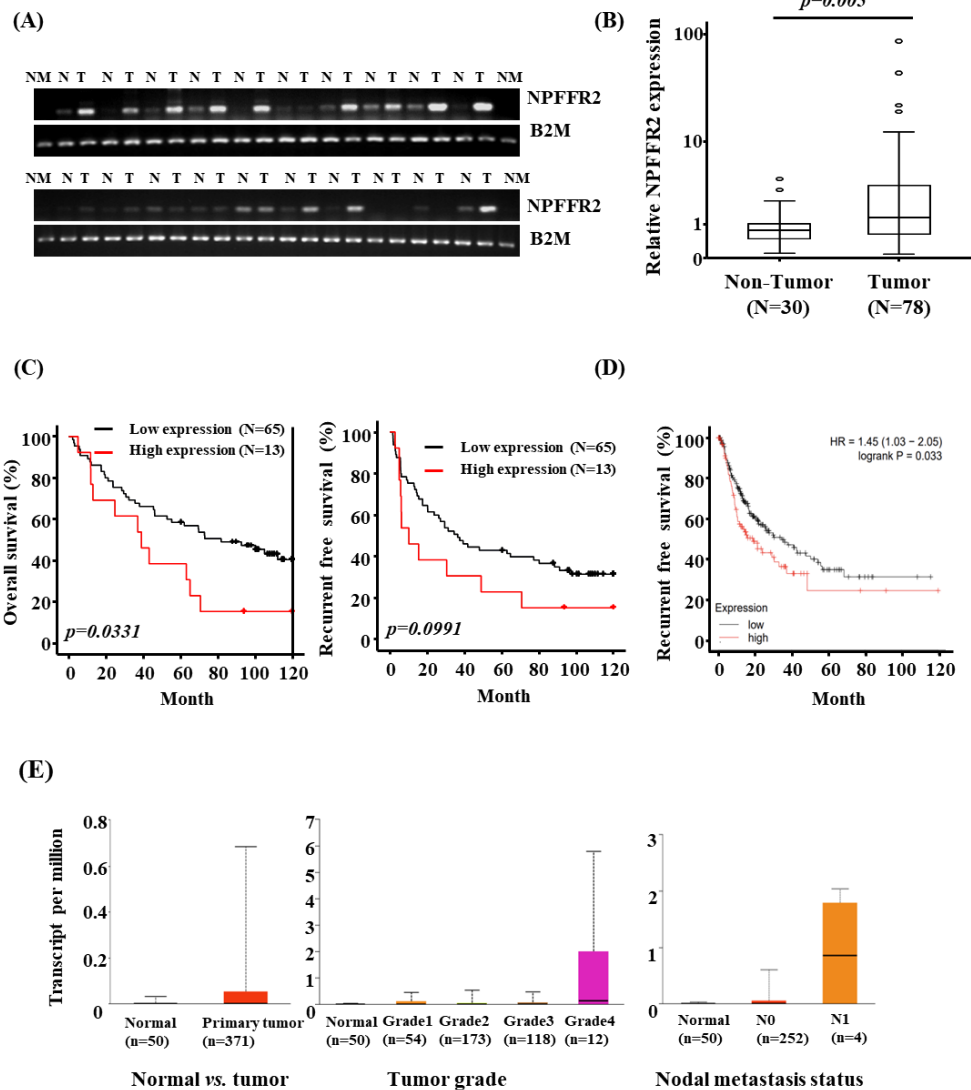 (A)
NM N T N T N T N T N T N T N T N T N T N T NM
NPFFR2
B2M
NM N T N T N T N T N T N T N T N T N T N T NM
NPFFR2
B2M
(B)
p=0.005
Relative NPFFR2 expression
100
10
1
0
Non-Tumor
(N=30)
Tumor
(N=78)
(C)
Overall survival (%)
100
80
60
40
20
0
Low expression (N=65)
High expression (N=13)
p=0.0331
0 20 40 60 80 100 120
Month
Recurrent free survival (%)
100
80
60
40
20
0
Low expression (N=65)
High expression (N=13)
p=0.0991
0 20 40 60 80 100 120
Month
(D)
Recurrent free survival (%)
100
80
60
40
20
0
HR = 1.45 (1.03 − 2.05)
logrank P = 0.033
Expression
low
high
0 20 40 60 80 100 120
Month
(E)
Transcript per million
0.8
0.6
0.4
0.2
0
Normal
(n=50)
Primary tumor
(n=371)
Normal vs. tumor
7
6
5
4
3
2
1
0
Normal
(n=50)
Grade1
(n=54)
Grade2
(n=173)
Grade3
(n=118)
Grade4
(n=12)
Tumor grade
3
2
1
0
Normal
(n=50)
N0
(n=252)
N1
(n=4)
Nodal metastasis status